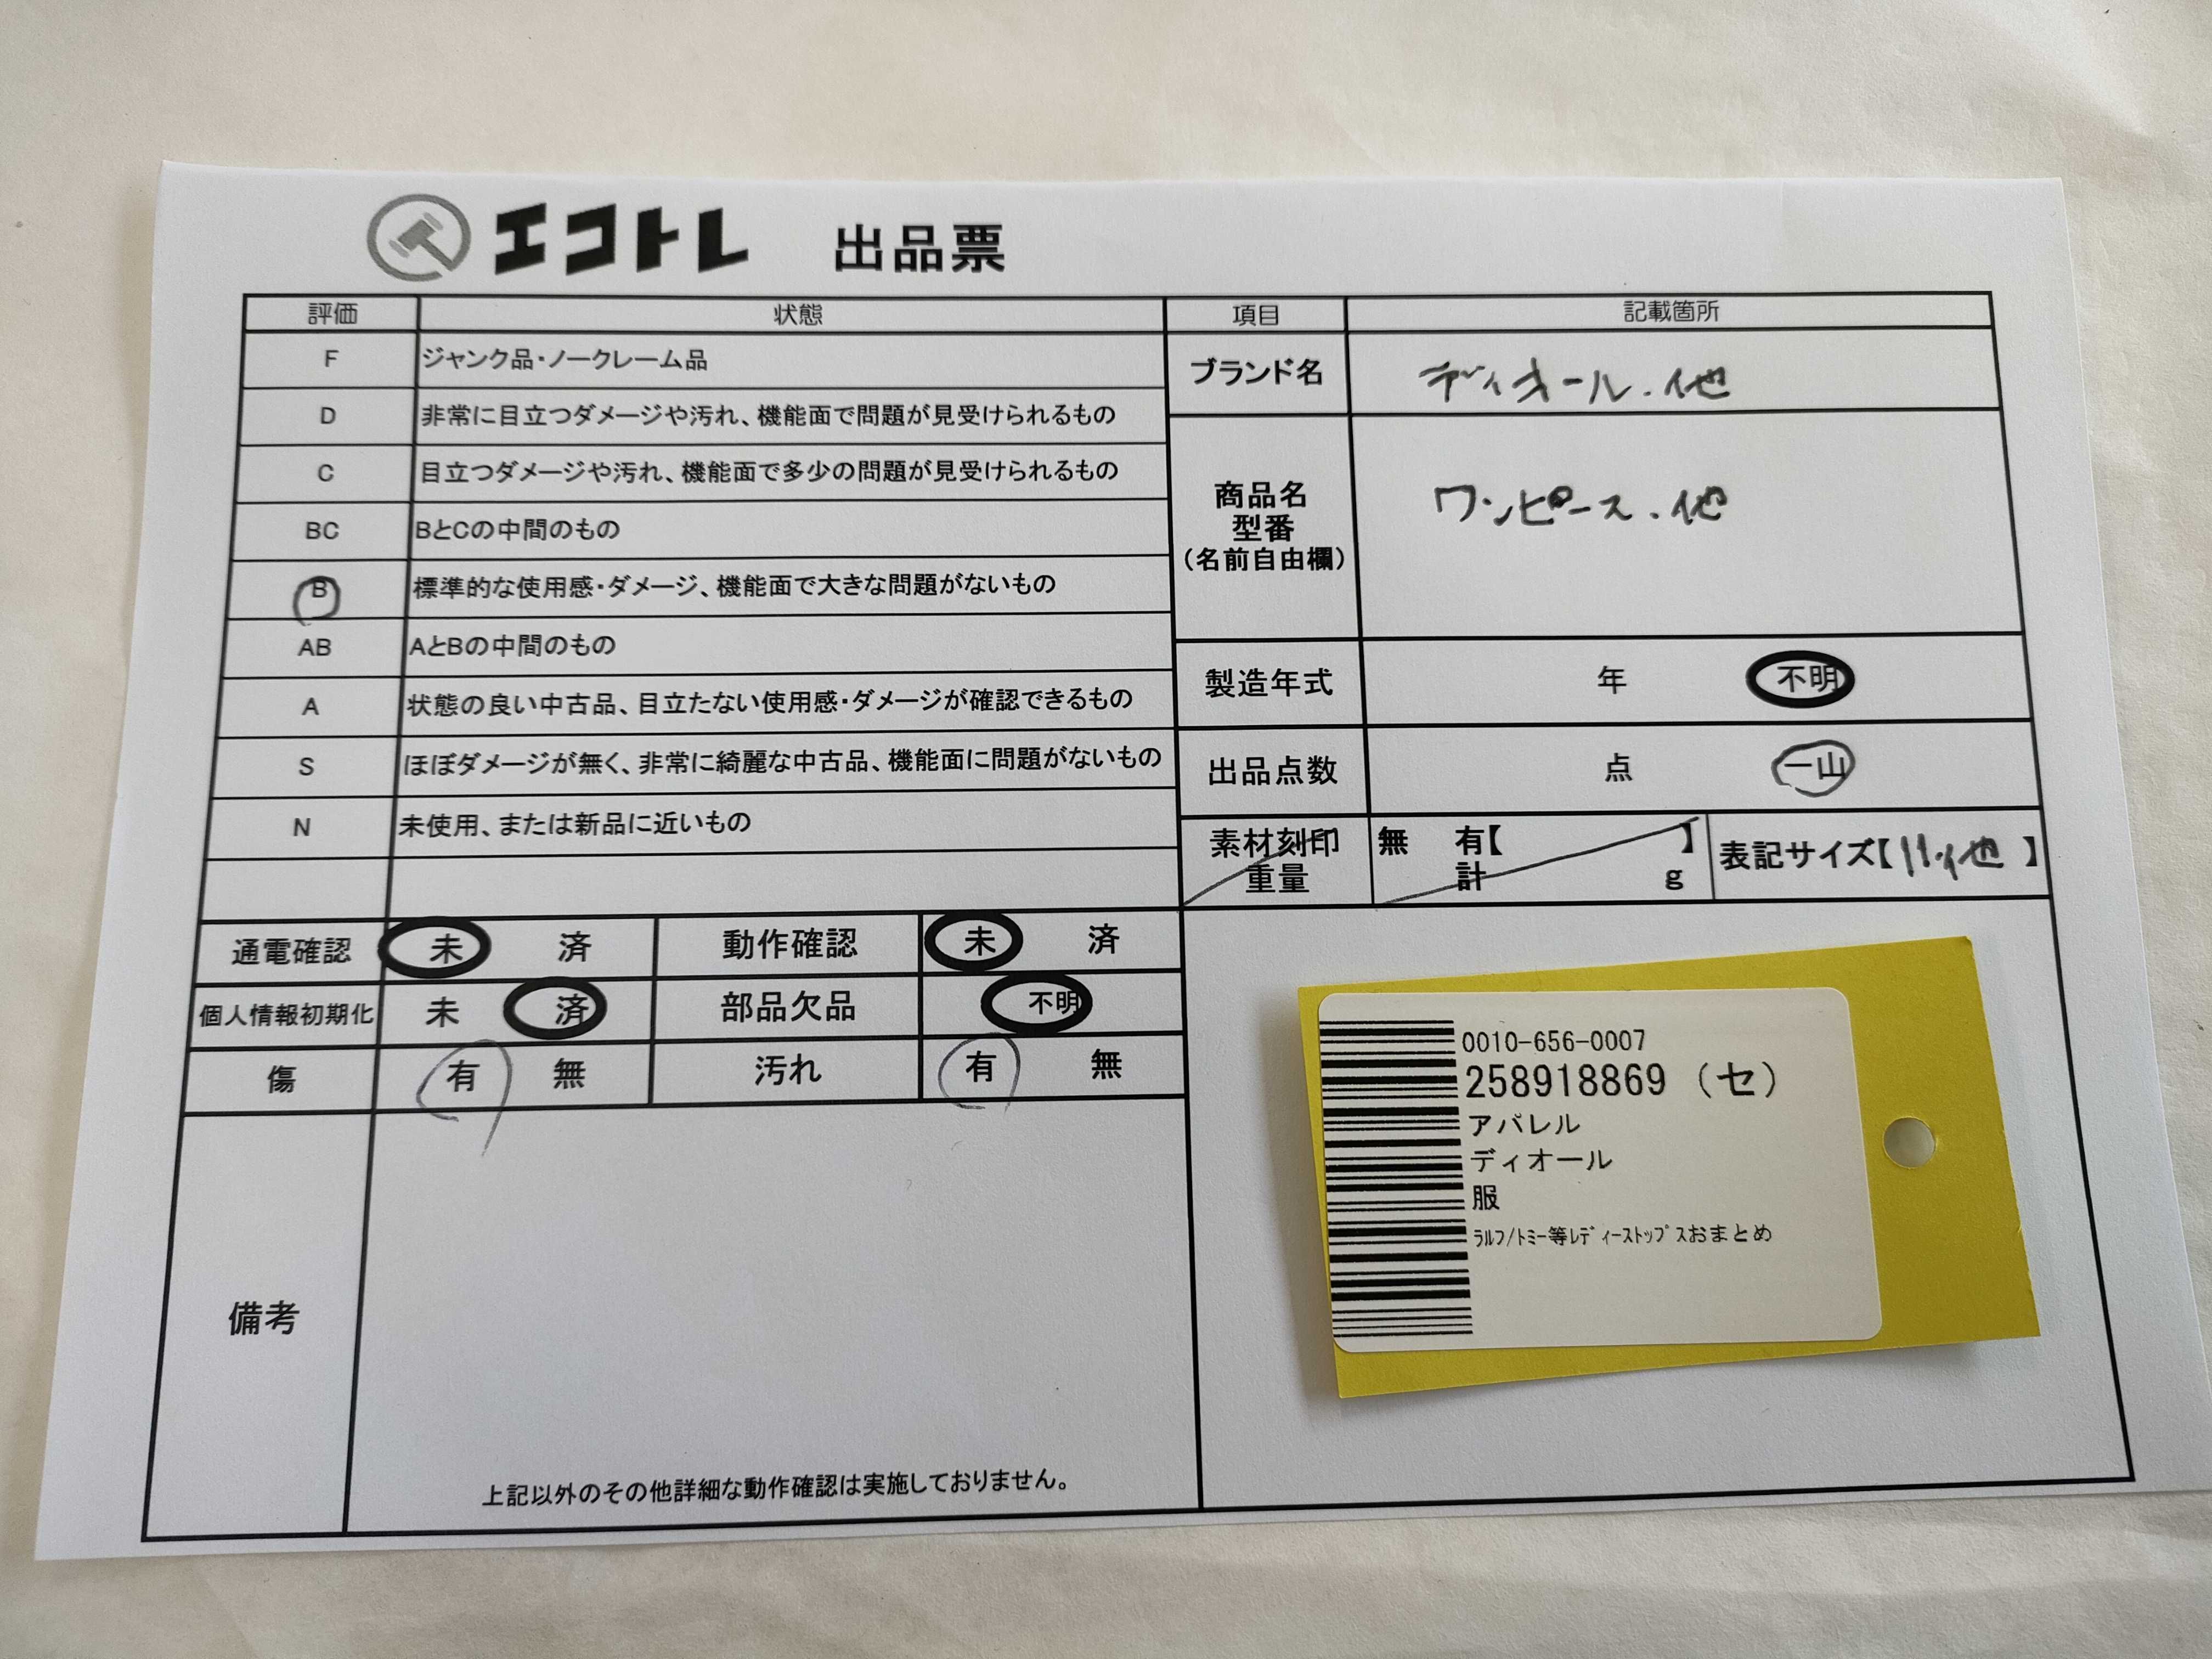 エコトレ 出品票
評価 状態
F ジャンク品・ノークレーム品
D 非常に目立つダメージや汚れ、機能面で問題が見受けられるもの
C 目立つダメージや汚れ、機能面で多少の問題が見受けられるもの
BC BとCの中間のもの
B 標準的な使用感・ダメージ、機能面で大きな問題がないもの
AB AとBの中間のもの
A 状態の良い中古品、目立たない使用感・ダメージが確認できるもの
S ほぼダメージが無く、非常に綺麗な中古品、機能面に問題がないもの
N 未使用、または新品に近いもの
項目 記載箇所
ブランド名 ディオール.他
商品名
型番
(名前自由欄)
ワンピース.他
製造年式 年 不明
出品点数 点 一山
素材刻印 無 有【 】
重量 計 g
表記サイズ【11.他】
通電確認 未 済 動作確認 未 済
個人情報初期化 未 済 部品欠品 不明
傷 有 無 汚れ 有 無
備考
上記以外のその他詳細な動作確認は実施しておりません。
0010-656-0007
258918869 (セ)
アパレル
ディオール
服
ﾗﾙﾌ/ﾄﾐｰ等ﾚﾃﾞｨｰｽﾄｯﾌﾟｽおまとめ